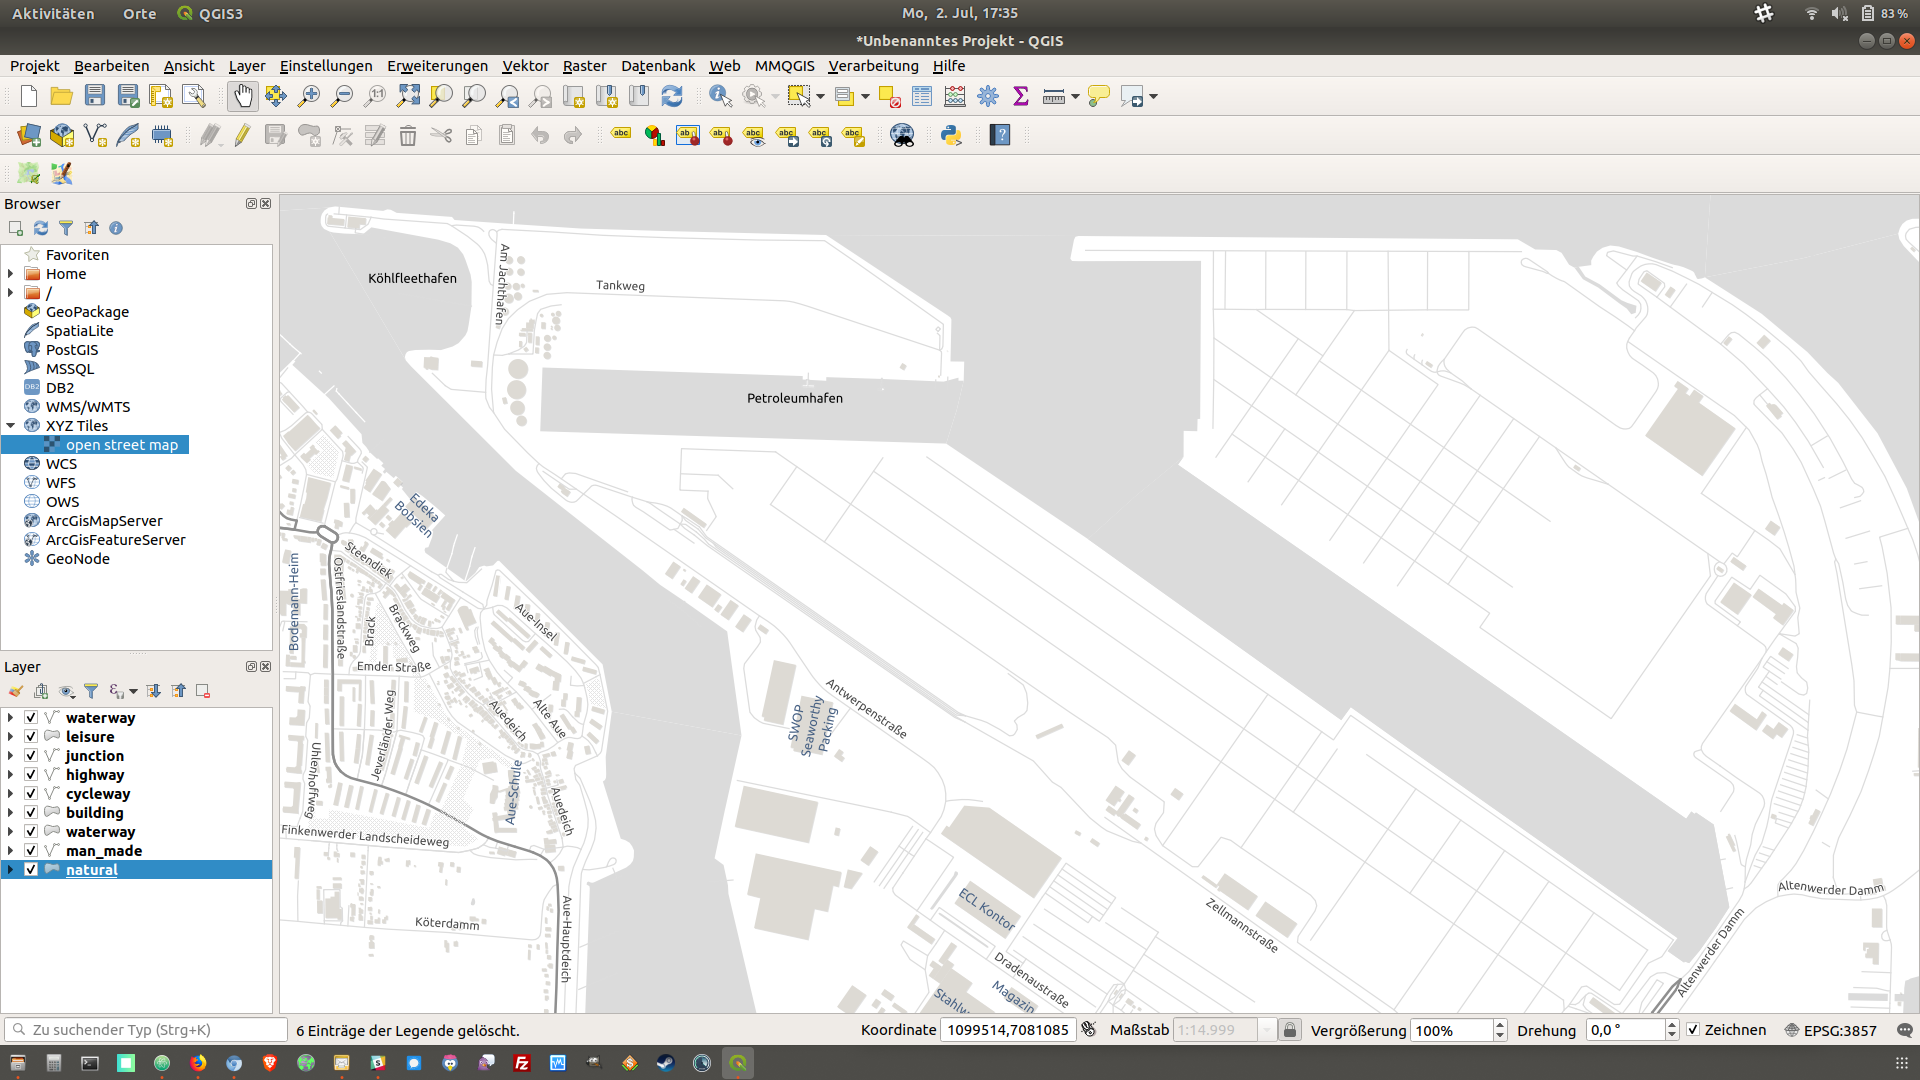 Aktivitäten Orte QGIS3 Mo, 2. Jul, 17:35 83 %
*Unbenanntes Projekt - QGIS
Projekt Bearbeiten Ansicht Layer Einstellungen Erweiterungen Vektor Raster Datenbank Web MMQGIS Verarbeitung Hilfe
Browser
Favoriten
Home
/
GeoPackage
SpatiaLite
PostGIS
MSSQL
DB2
WMS/WMTS
XYZ Tiles
open street map
WCS
WFS
OWS
ArcGisMapServer
ArcGisFeatureServer
GeoNode
Layer
waterway
leisure
junction
highway
cycleway
building
waterway
man_made
natural
Köhlfleethafen
Am Jachthafen
Tankweg
Petroleumhafen
Edeka
Bobsien
Steendiek
Bodemann-Heim
Ostfrieslandstraße
Brack
Brackweg
Aue-Insel
Emder Straße
Jeverländer Weg
Auedeich
Alte Aue
Uhlenhoffweg
Aue-Schule
Auedeich
Finkenwerder Landscheideweg
Köterdamm
Aue-Hauptdeich
SWOP
Seaworthy
Packing
Antwerpenstraße
ECL Kontor
Dradenaustraße
Magazin
Stahlw
Zellmannstraße
Altenwerder Damm
Altenwerder Damm
Zu suchender Typ (Strg+K) 6 Einträge der Legende gelöscht. Koordinate 1099514,7081085 Maßstab 1:14.999 Vergrößerung 100% Drehung 0,0 ° Zeichnen EPSG:3857